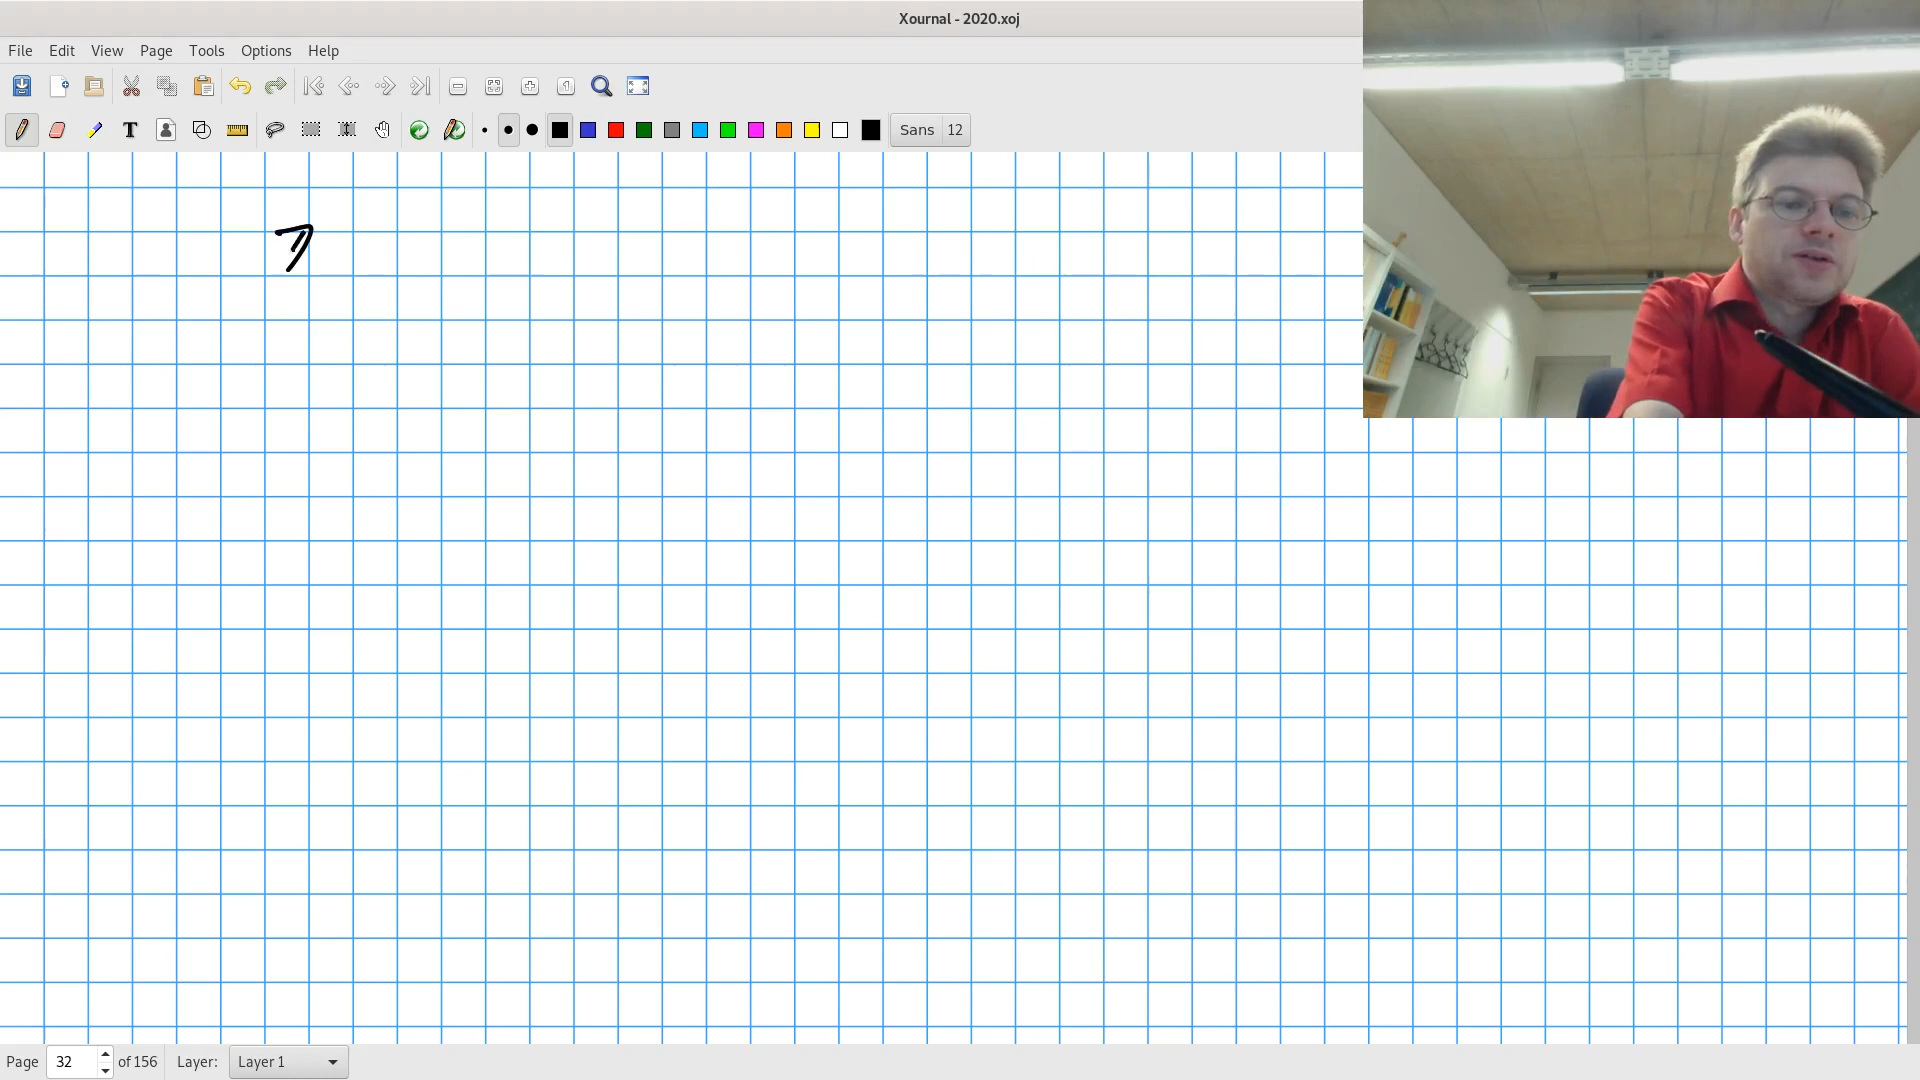 Xournal - 2020.xoj
File Edit View Page Tools Options Help
T Sans 12
Page 32 of 156 Layer: Layer 1